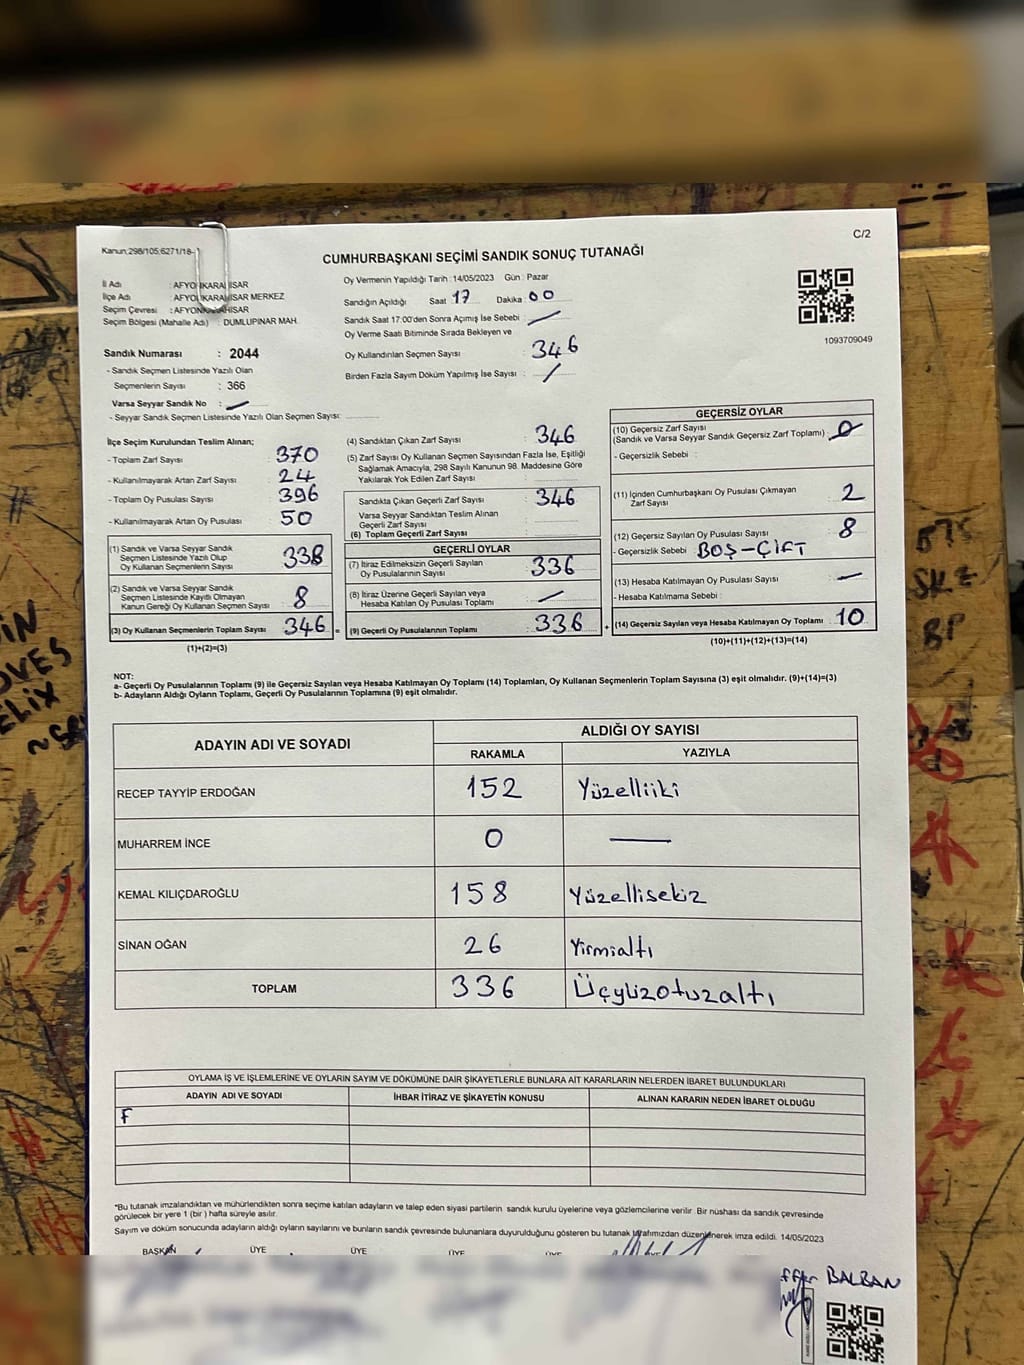 Kanun;298/105;6271/18-
C/2
CUMHURBAŞKANI SEÇİMİ SANDIK SONUÇ TUTANAĞI
İl Adı : AFYONKARAHİSAR
İlçe Adı : AFYONKARAHİSAR MERKEZ
Seçim Çevresi : AFYONKARAHİSAR
Seçim Bölgesi (Mahalle Adı) : DUMLUPINAR MAH.
Oy Vermenin Yapıldığı Tarih : 14/05/2023 Gün : Pazar
Sandığın Açıldığı Saat 17 Dakika 00
Sandık Saat 17:00'den Sonra Açımış İse Sebebi :
Oy Verme Saati Bitiminde Sırada Bekleyen ve
Oy Kullandırılan Seçmen Sayısı : 346
Birden Fazla Sayım Döküm Yapılmış İse Sayısı :
1093709049
Sandık Numarası : 2044
- Sandık Seçmen Listesinde Yazılı Olan
Seçmenlerin Sayısı : 366
Varsa Seyyar Sandık No :
- Seyyar Sandık Seçmen Listesinde Yazılı Olan Seçmen Sayısı:
İlçe Seçim Kurulundan Teslim Alınan;
- Toplam Zarf Sayısı : 370
- Kullanılmayarak Artan Zarf Sayısı : 24
- Toplam Oy Pusulası Sayısı : 396
- Kullanılmayarak Artan Oy Pusulası : 50
(1) Sandık ve Varsa Seyyar Sandık
Seçmen Listesinde Yazılı Olup
Oy Kullanan Seçmenlerin Sayısı : 338
(2) Sandık ve Varsa Seyyar Sandık
Seçmen Listesinde Kayıtlı Olmayan
Kanun Gereği Oy Kullanan Seçmen Sayısı : 8
(3) Oy Kullanan Seçmenlerin Toplam Sayısı : 346 =
(1)+(2)=(3)
(4) Sandıktan Çıkan Zarf Sayısı : 346
(5) Zarf Sayısı Oy Kullanan Seçmen Sayısından Fazla İse, Eşitliği
Sağlamak Amacıyla, 298 Sayılı Kanunun 98. Maddesine Göre
Yakılarak Yok Edilen Zarf Sayısı :
Sandıkta Çıkan Geçerli Zarf Sayısı : 346
Varsa Seyyar Sandıktan Teslim Alınan
Geçerli Zarf Sayısı :
(6) Toplam Geçerli Zarf Sayısı :
GEÇERLİ OYLAR
(7) İtiraz Edilmeksizin Geçerli Sayılan
Oy Pusulalarının Sayısı : 336
(8) İtiraz Üzerine Geçerli Sayılan veya
Hesaba Katılan Oy Pusulası Toplamı :
(9) Geçerli Oy Pusulalarının Toplamı : 336 +
GEÇERSİZ OYLAR
(10) Geçersiz Zarf Sayısı
(Sandık ve Varsa Seyyar Sandık Geçersiz Zarf Toplamı) : 0
- Geçersizlik Sebebi :
(11) İçinden Cumhurbaşkanı Oy Pusulası Çıkmayan
Zarf Sayısı : 2
(12) Geçersiz Sayılan Oy Pusulası Sayısı : 8
- Geçersizlik Sebebi : BOŞ-ÇİFT
(13) Hesaba Katılmayan Oy Pusulası Sayısı : —
- Hesaba Katılmama Sebebi :
(14) Geçersiz Sayılan veya Hesaba Katılmayan Oy Toplamı : 10
(10)+(11)+(12)+(13)=(14)
NOT:
a- Geçerli Oy Pusulalarının Toplamı (9) ile Geçersiz Sayılan veya Hesaba Katılmayan Oy Toplamı (14) Toplamları, Oy Kullanan Seçmenlerin Toplam Sayısına (3) eşit olmalıdır. (9)+(14)=(3)
b- Adayların Aldığı Oyların Toplamı, Geçerli Oy Pusulalarının Toplamına (9) eşit olmalıdır.
ADAYIN ADI VE SOYADI
ALDIĞI OY SAYISI
RAKAMLA YAZIYLA
RECEP TAYYİP ERDOĞAN 152 Yüzelliiki
MUHARREM İNCE 0 —
KEMAL KILIÇDAROĞLU 158 Yüzellisekiz
SİNAN OĞAN 26 Yirmialtı
TOPLAM 336 Üçyüzotuzaltı
OYLAMA İŞ VE İŞLEMLERİNE VE OYLARIN SAYIM VE DÖKÜMÜNE DAİR ŞİKAYETLERLE BUNLARA AİT KARARLARIN NELERDEN İBARET BULUNDUKLARI
ADAYIN ADI VE SOYADI İHBAR İTİRAZ VE ŞİKAYETİN KONUSU ALINAN KARARIN NEDEN İBARET OLDUĞU
F
*Bu tutanak imzalandıktan ve mühürlendikten sonra seçime katılan adayların ve talep eden siyasi partilerin sandık kurulu üyelerine veya gözlemcilerine verilir. Bir nüshası da sandık çevresinde
görülecek bir yere 1 (bir ) hafta süreyle asılır.
Sayım ve döküm sonucunda adayların aldığı oyların sayılarını ve bunların sandık çevresinde bulunanlara duyurulduğunu gösteren bu tutanak tarafımızdan düzenlenerek imza edildi. 14/05/2023
BAŞKAN ÜYE ÜYE ÜYE ÜYE
BALBAN